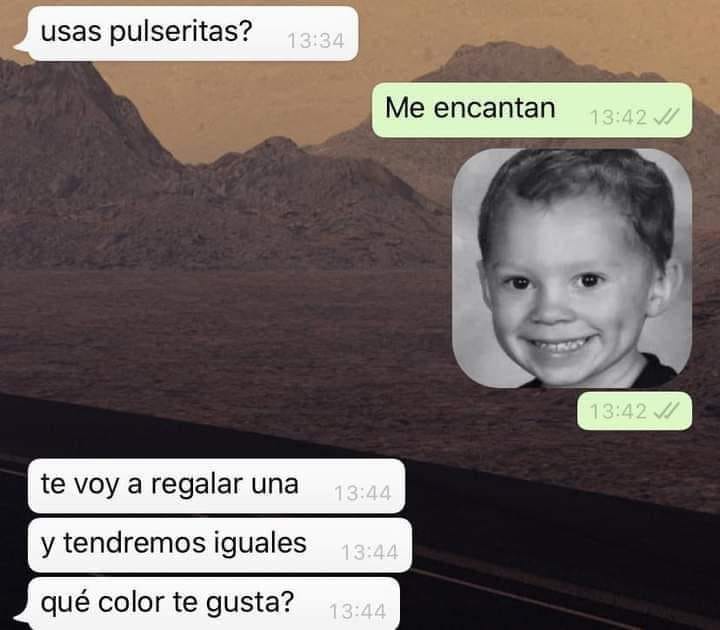 usas pulseritas? 13:34
Me encantan 13:42
13:42
te voy a regalar una 13:44
y tendremos iguales 13:44
qué color te gusta? 13:44